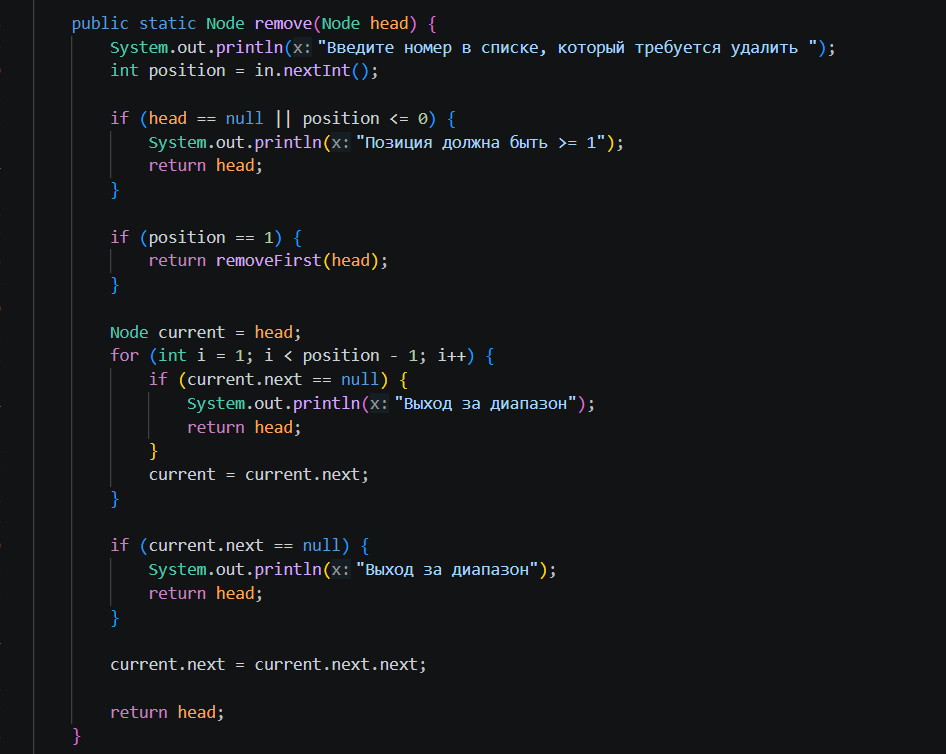 public static Node remove(Node head) {
System.out.println(x: "Введите номер в списке, который требуется удалить ");
int position = in.nextInt();
if (head == null || position <= 0) {
System.out.println(x: "Позиция должна быть >= 1");
return head;
}
if (position == 1) {
return removeFirst(head);
}
Node current = head;
for (int i = 1; i < position - 1; i++) {
if (current.next == null) {
System.out.println(x: "Выход за диапазон");
return head;
}
current = current.next;
}
if (current.next == null) {
System.out.println(x: "Выход за диапазон");
return head;
}
current.next = current.next.next;
return head;
}